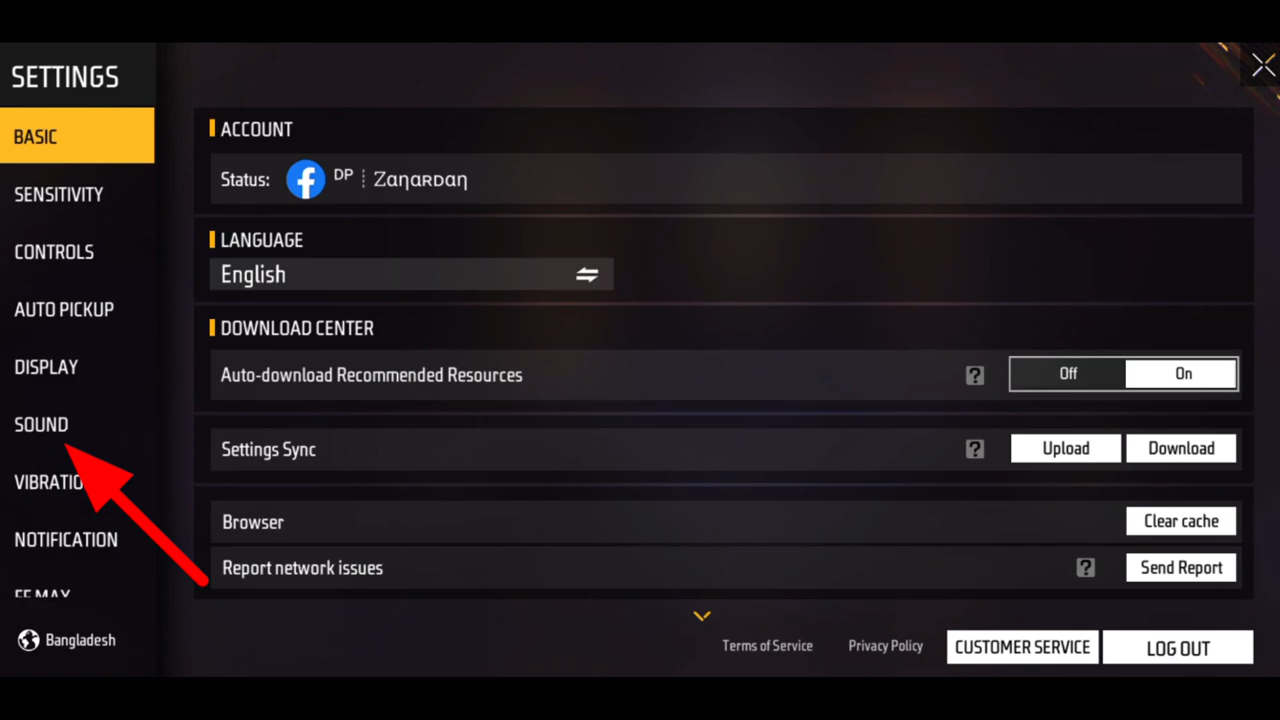 SETTINGS
BASIC
SENSITIVITY
CONTROLS
AUTO PICKUP
DISPLAY
SOUND
NOTIFICATION
Bangladesh
ACCOUNT
Status: DP ┊ Zαηαʀᴅαη
LANGUAGE
English
DOWNLOAD CENTER
Auto-download Recommended Resources ? Off On
Settings Sync ? Upload Download
Browser Clear cache
Report network issues ? Send Report
Terms of Service Privacy Policy CUSTOMER SERVICE LOG OUT